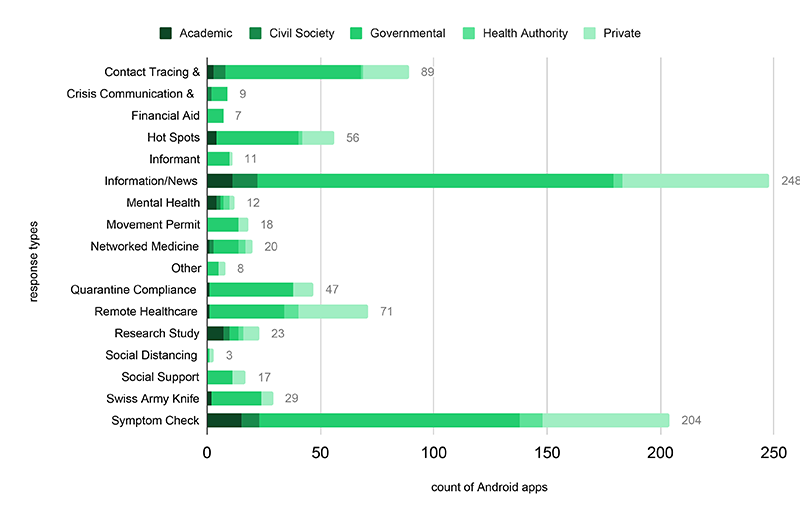 Academic Civil Society Governmental Health Authority Private
Contact Tracing & 89
Crisis Communication & 9
Financial Aid 7
Hot Spots 56
Informant 11
Information/News 248
Mental Health 12
Movement Permit 18
Networked Medicine 20
Other 8
Quarantine Compliance 47
Remote Healthcare 71
Research Study 23
Social Distancing 3
Social Support 17
Swiss Army Knife 29
Symptom Check 204
response types
0 50 100 150 200 250
count of Android apps